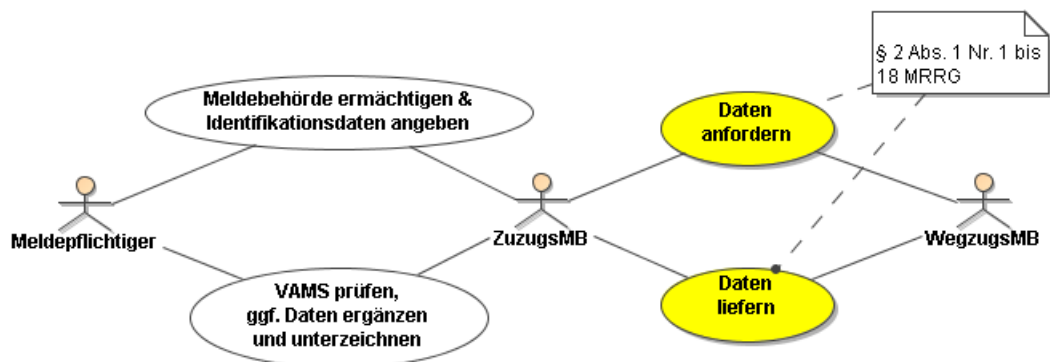 § 2 Abs. 1 Nr. 1 bis
18 MRRG
Meldebehörde ermächtigen &
Identifikationsdaten angeben
Daten
anfordern
Meldepflichtiger
ZuzugsMB
WegzugsMB
VAMS prüfen,
ggf. Daten ergänzen
und unterzeichnen
Daten
liefern